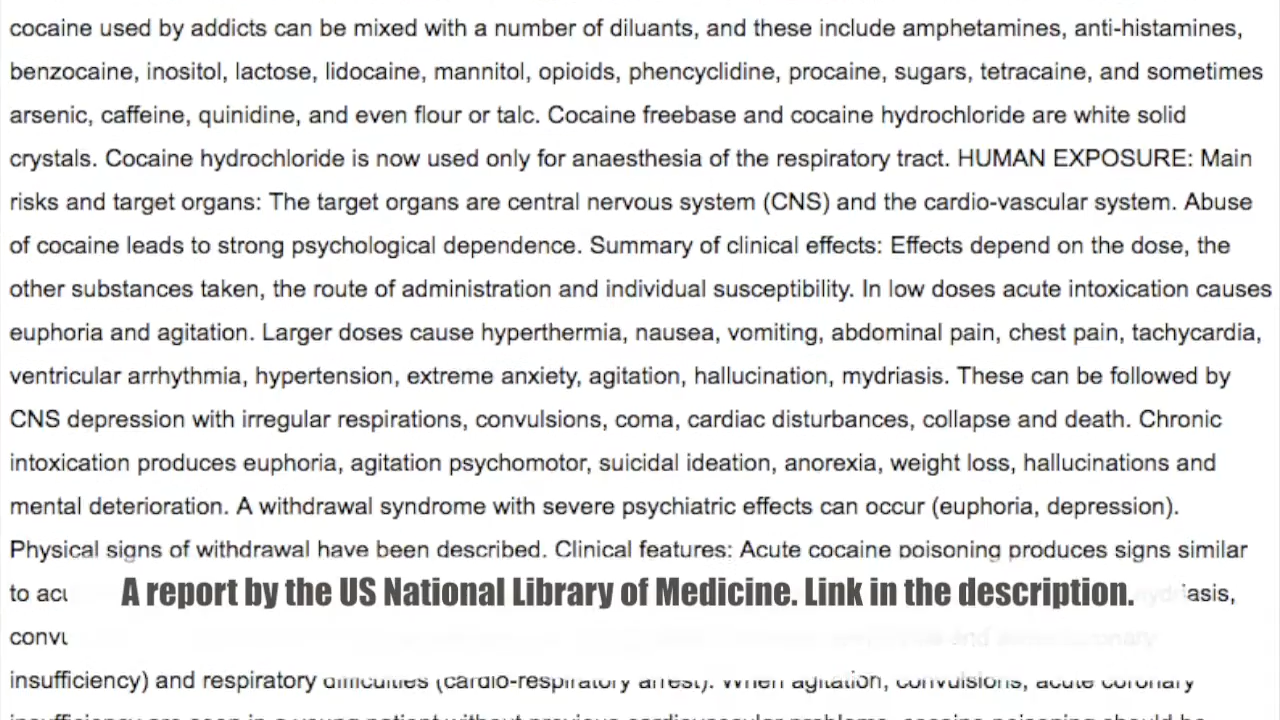 cocaine used by addicts can be mixed with a number of diluants, and these include amphetamines, anti-histamines,
benzocaine, inositol, lactose, lidocaine, mannitol, opioids, phencyclidine, procaine, sugars, tetracaine, and sometimes
arsenic, caffeine, quinidine, and even flour or talc. Cocaine freebase and cocaine hydrochloride are white solid
crystals. Cocaine hydrochloride is now used only for anaesthesia of the respiratory tract. HUMAN EXPOSURE: Main
risks and target organs: The target organs are central nervous system (CNS) and the cardio-vascular system. Abuse
of cocaine leads to strong psychological dependence. Summary of clinical effects: Effects depend on the dose, the
other substances taken, the route of administration and individual susceptibility. In low doses acute intoxication causes
euphoria and agitation. Larger doses cause hyperthermia, nausea, vomiting, abdominal pain, chest pain, tachycardia,
ventricular arrhythmia, hypertension, extreme anxiety, agitation, hallucination, mydriasis. These can be followed by
CNS depression with irregular respirations, convulsions, coma, cardiac disturbances, collapse and death. Chronic
intoxication produces euphoria, agitation psychomotor, suicidal ideation, anorexia, weight loss, hallucinations and
mental deterioration. A withdrawal syndrome with severe psychiatric effects can occur (euphoria, depression).
Physical signs of withdrawal have been described. Clinical features: Acute cocaine poisoning produces signs similar
to
A report by the US National Library of Medicine. Link in the description.
insufficiency) and respiratory difficulties (cardio-respiratory arrest). When agitation, convulsions, acute coronary